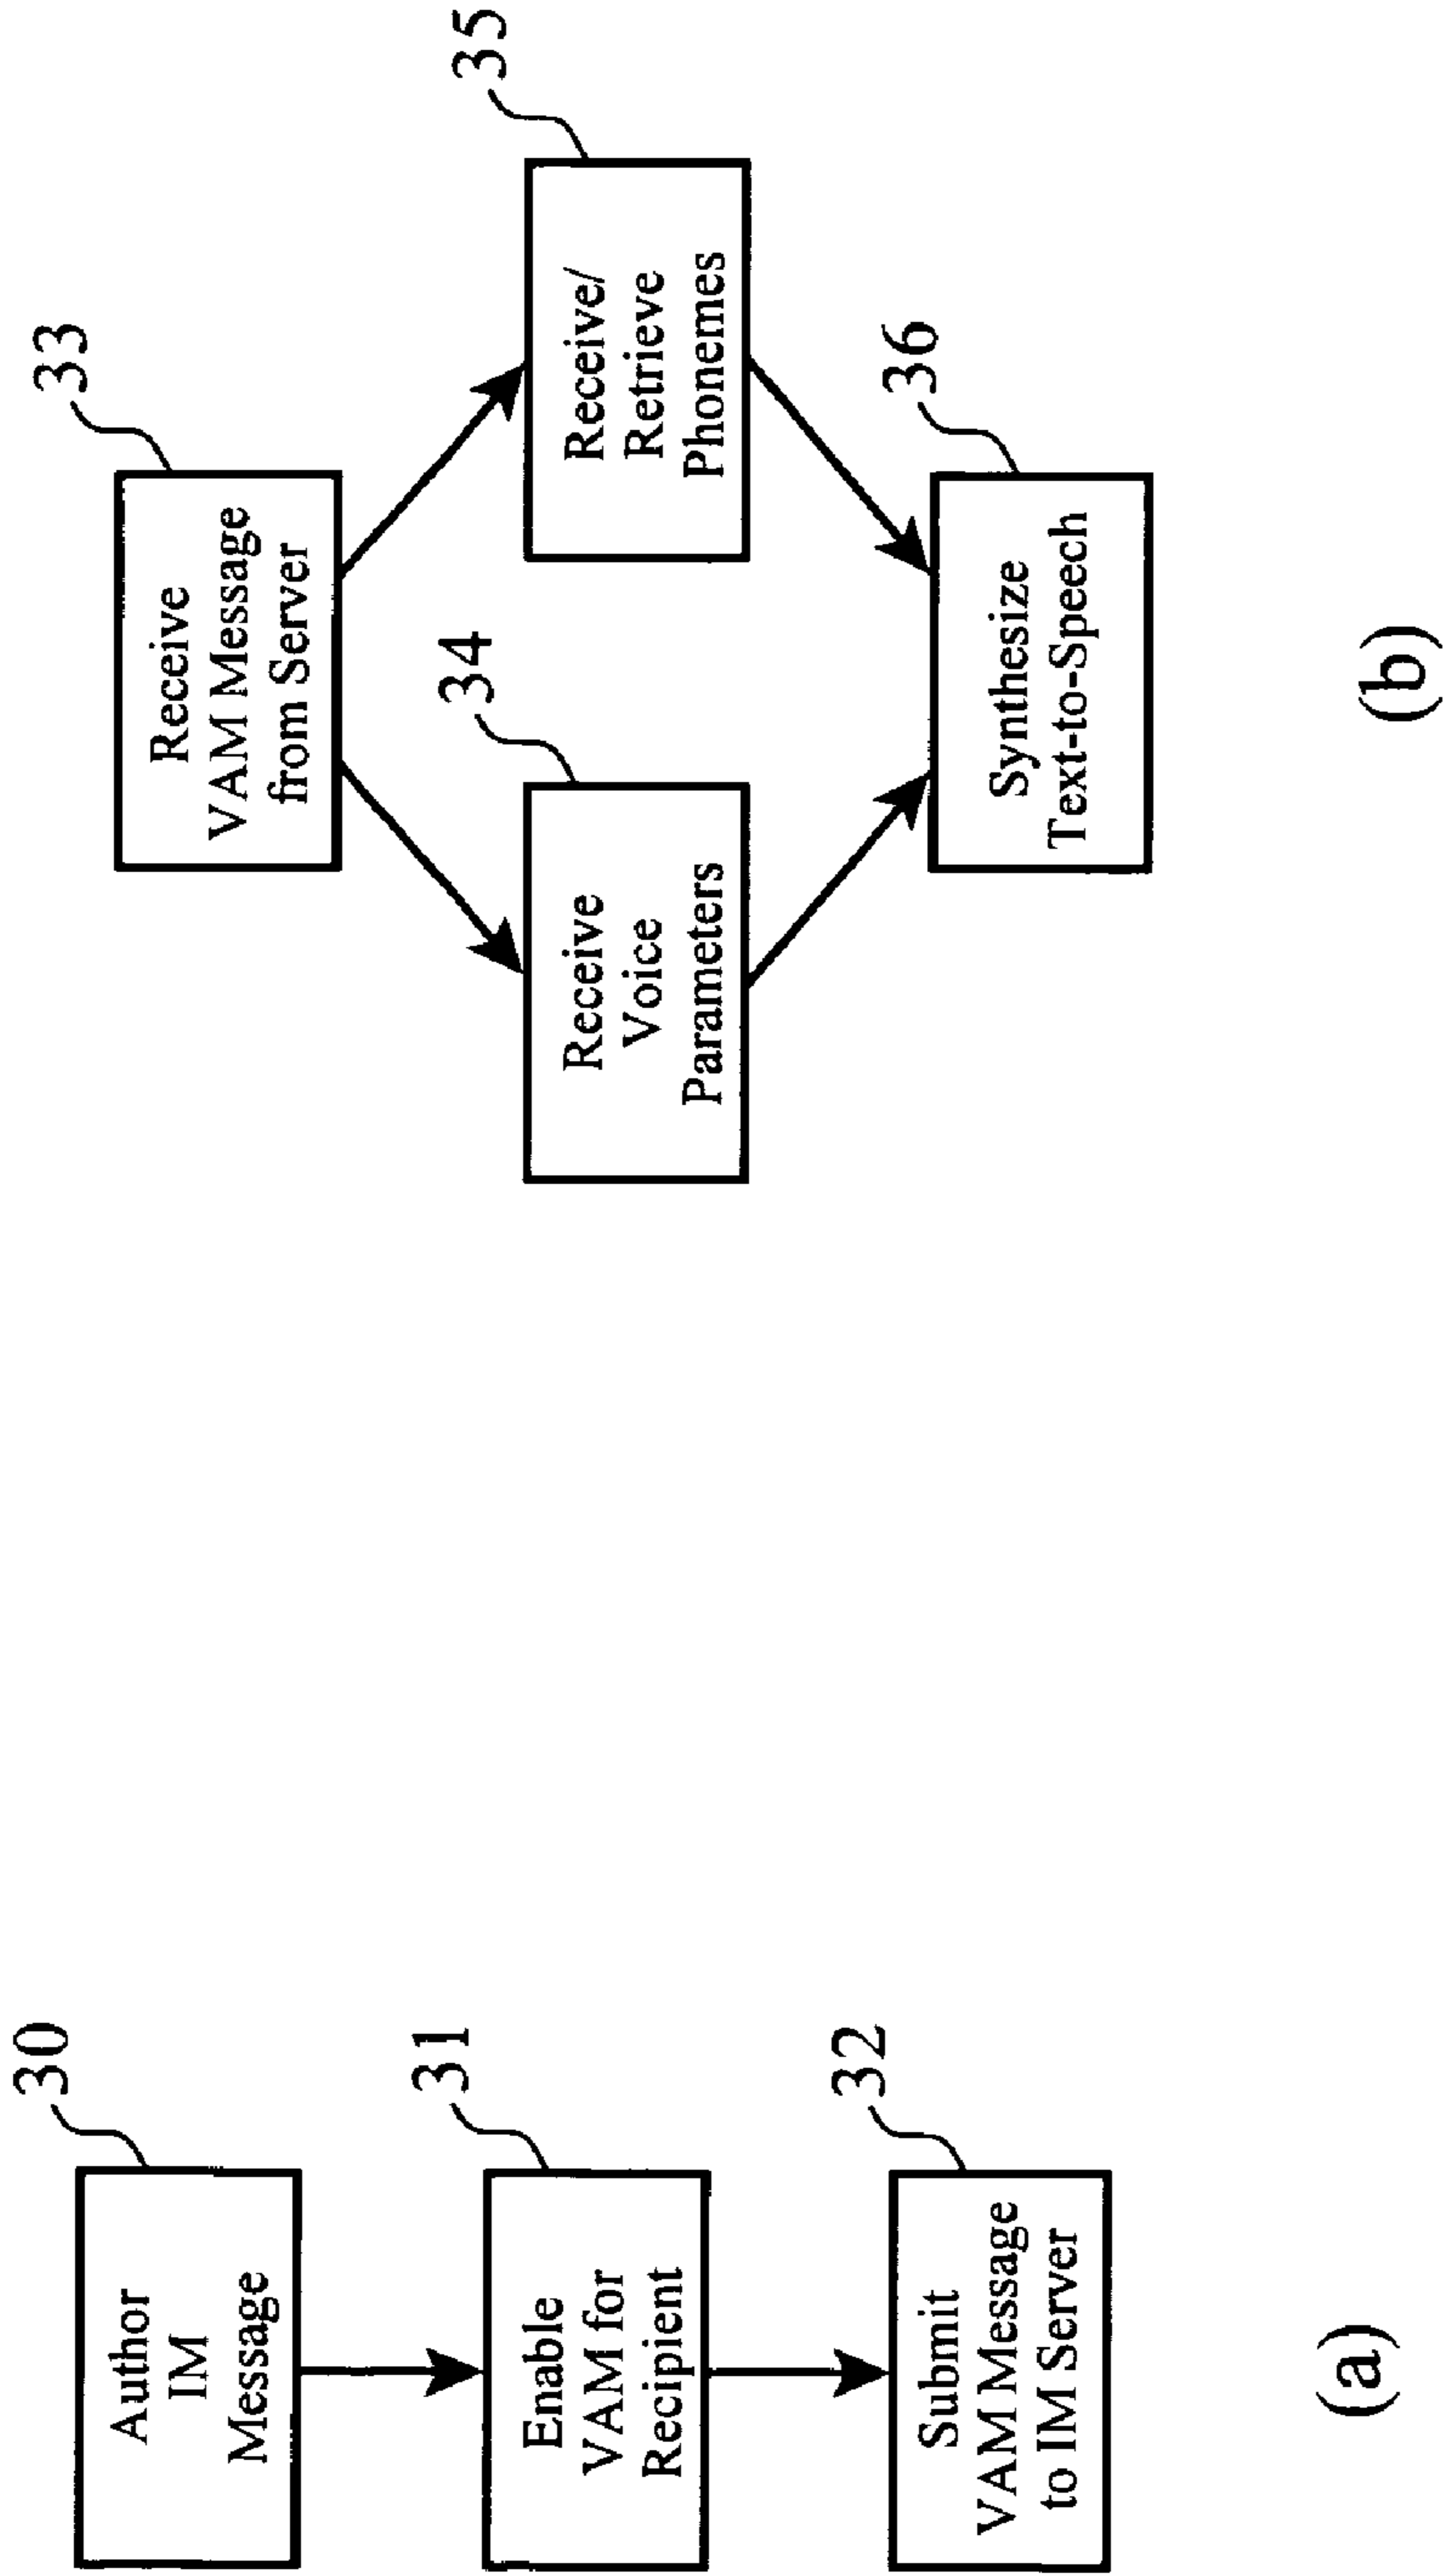 30
Author
IM
Message
31
Enable
VAM for
Recipient
32
Submit
VAM Message
to IM Server
(a)
33
Receive
VAM Message
from Server
34
Receive
Voice
Parameters
35
Receive/
Retrieve
Phonemes
36
Synthesize
Text-to-Speech
(b)